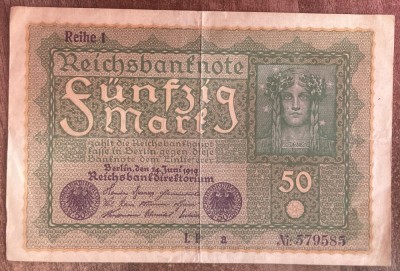 Reihe 1
Reichsbanknote
Fünfzig
Mark
zahlt die Reichsbankhaupt
kasse in Berlin gegen diese
Banknote dem Einlieferer
Berlin, den 24. Juni 1919
Reichsbankdirektorium
50
2
Nr. 579585